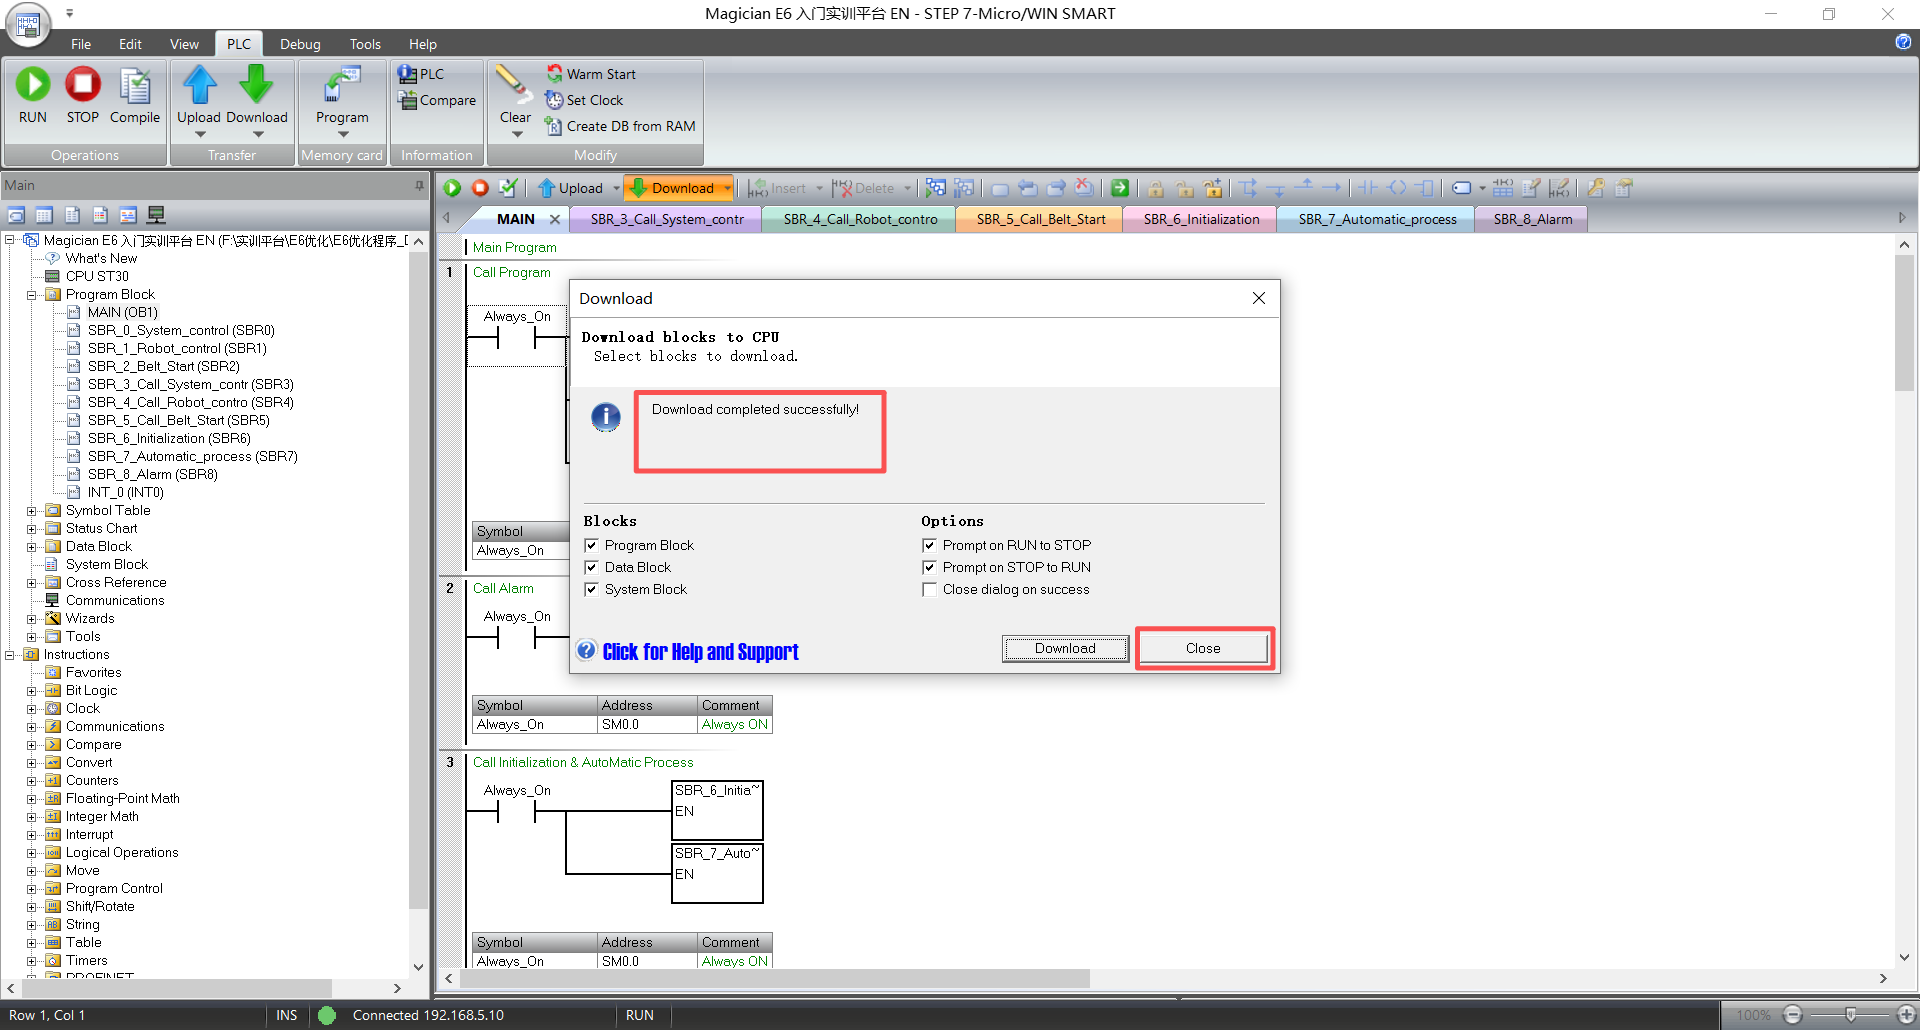 Magician E6 入门实训平台 EN - STEP 7-Micro/WIN SMART
File Edit View PLC Debug Tools Help
RUN STOP Compile Upload Download Program PLC Compare Clear Warm Start Set Clock Create DB from RAM
Operations Transfer Memory card Information Modify
Main
Upload Download Insert Delete
MAIN SBR_3_Call_System_contr SBR_4_Call_Robot_contro SBR_5_Call_Belt_Start SBR_6_Initialization SBR_7_Automatic_process SBR_8_Alarm
Magician E6 入门实训平台 EN (F:\实训平台\E6优化\E6优化程序_
What's New
CPU ST30
Program Block
MAIN (OB1)
SBR_0_System_control (SBR0)
SBR_1_Robot_control (SBR1)
SBR_2_Belt_Start (SBR2)
SBR_3_Call_System_contr (SBR3)
SBR_4_Call_Robot_contro (SBR4)
SBR_5_Call_Belt_Start (SBR5)
SBR_6_Initialization (SBR6)
SBR_7_Automatic_process (SBR7)
SBR_8_Alarm (SBR8)
INT_0 (INT0)
Symbol Table
Status Chart
Data Block
System Block
Cross Reference
Communications
Wizards
Tools
Instructions
Favorites
Bit Logic
Clock
Communications
Compare
Convert
Counters
Floating-Point Math
Integer Math
Interrupt
Logical Operations
Move
Program Control
Shift/Rotate
String
Table
Timers
PROFINET
Main Program
1 Call Program
Always_On
Symbol
Always_On
2 Call Alarm
Always_On
Symbol Address Comment
Always_On SM0.0 Always ON
3 Call Initialization & AutoMatic Process
Always_On
SBR_6_Initia~
EN
SBR_7_Auto~
EN
Symbol Address Comment
Always_On SM0.0 Always ON
Download
Download blocks to CPU
Select blocks to download.
Download completed successfully!
Blocks
Program Block
Data Block
System Block
Options
Prompt on RUN to STOP
Prompt on STOP to RUN
Close dialog on success
Click for Help and Support
Download Close
Row 1, Col 1 INS Connected 192.168.5.10 RUN 100%